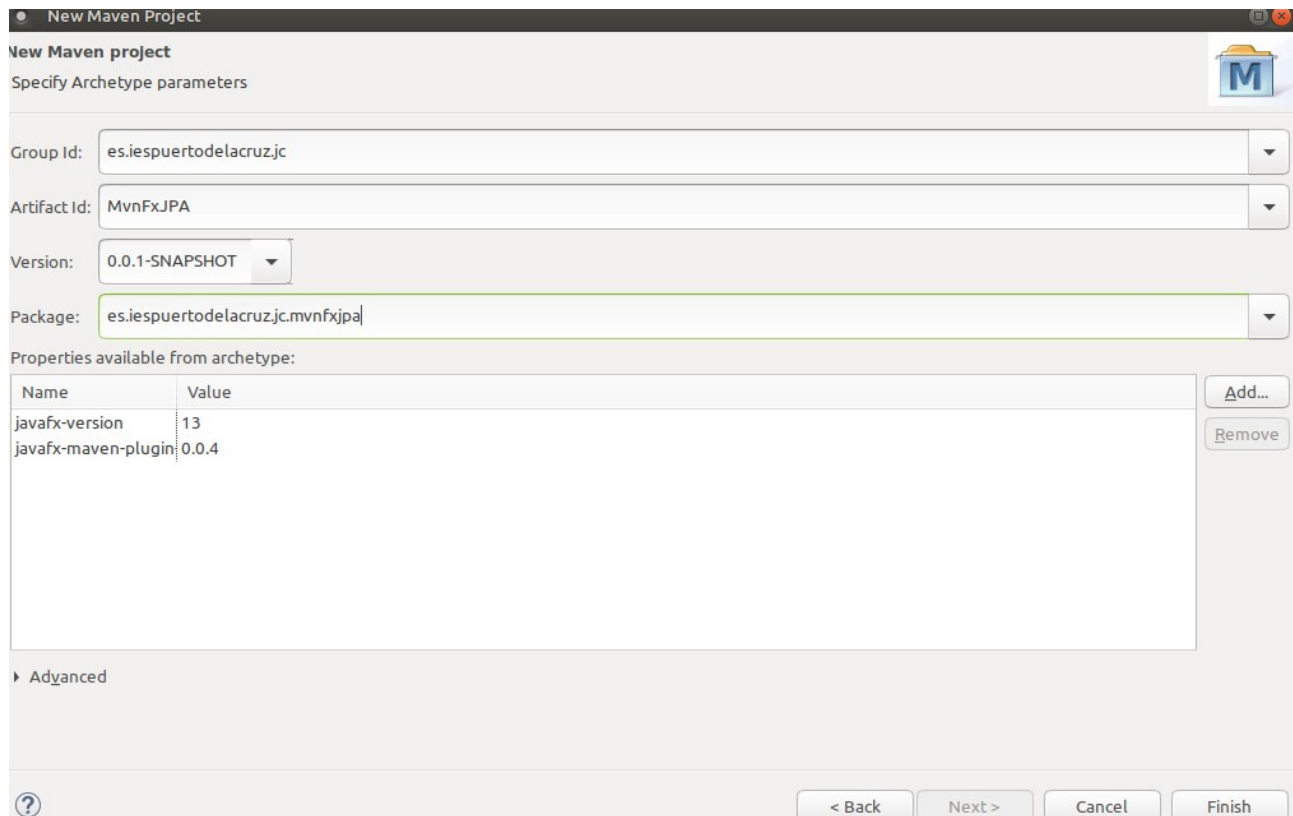 New Maven Project
New Maven project
Specify Archetype parameters
M
Group Id: es.iespuertodelacruz.jc
Artifact Id: MvnFxJPA
Version: 0.0.1-SNAPSHOT
Package: es.iespuertodelacruz.jc.mvnfxjpa
Properties available from archetype:
Name Value Add...
javafx-version 13
javafx-maven-plugin 0.0.4 Remove
Advanced
? < Back Next > Cancel Finish